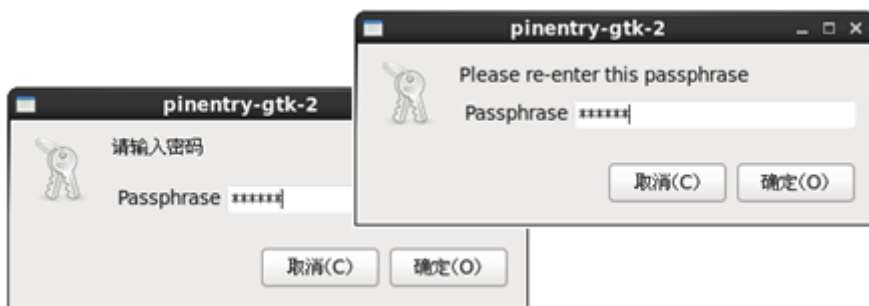 pinentry-gtk-2
请输入密码
Passphrase ******
取消(C) 确定(O)
pinentry-gtk-2
Please re-enter this passphrase
Passphrase ******
取消(C) 确定(O)